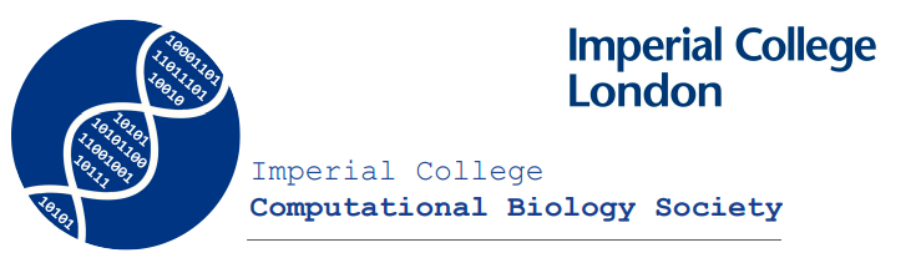 10001101
11011101
10010
10101
10101100
11001001
10111
10101
Imperial College
London
Imperial College
Computational Biology Society